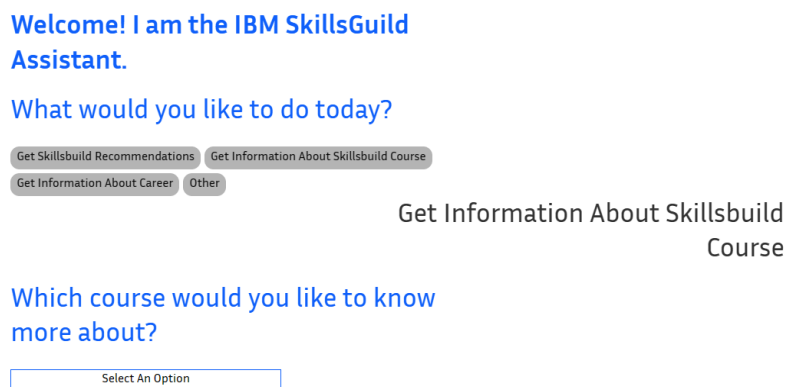 Welcome! I am the IBM SkillsGuild
Assistant.
What would you like to do today?
Get Skillsbuild Recommendations Get Information About Skillsbuild Course
Get Information About Career Other
Get Information About Skillsbuild
Course
Which course would you like to know
more about?
Select An Option